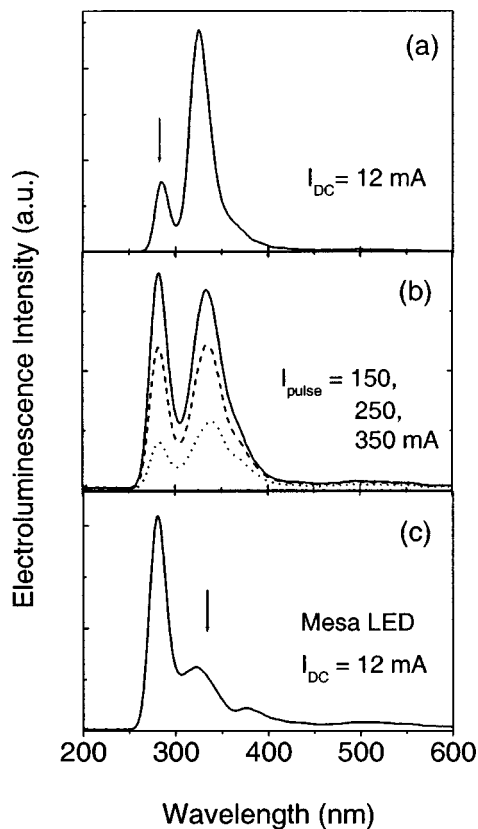 (a)
I_DC = 12 mA
(b)
I_pulse = 150,
250,
350 mA
(c)
Mesa LED
I_DC = 12 mA
Electroluminescence Intensity (a.u.)
200 300 400 500 600
Wavelength (nm)